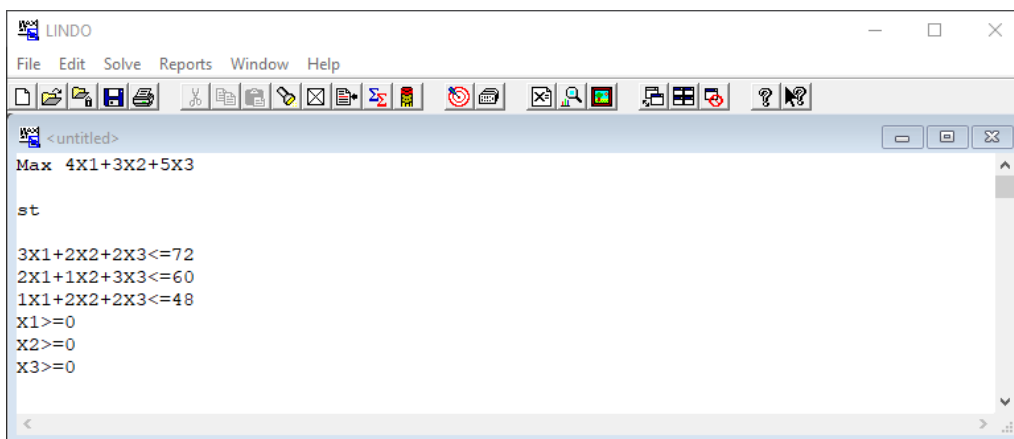 LINDO
File Edit Solve Reports Window Help
<untitled>
Max 4X1+3X2+5X3
st
3X1+2X2+2X3<=72
2X1+1X2+3X3<=60
1X1+2X2+2X3<=48
X1>=0
X2>=0
X3>=0